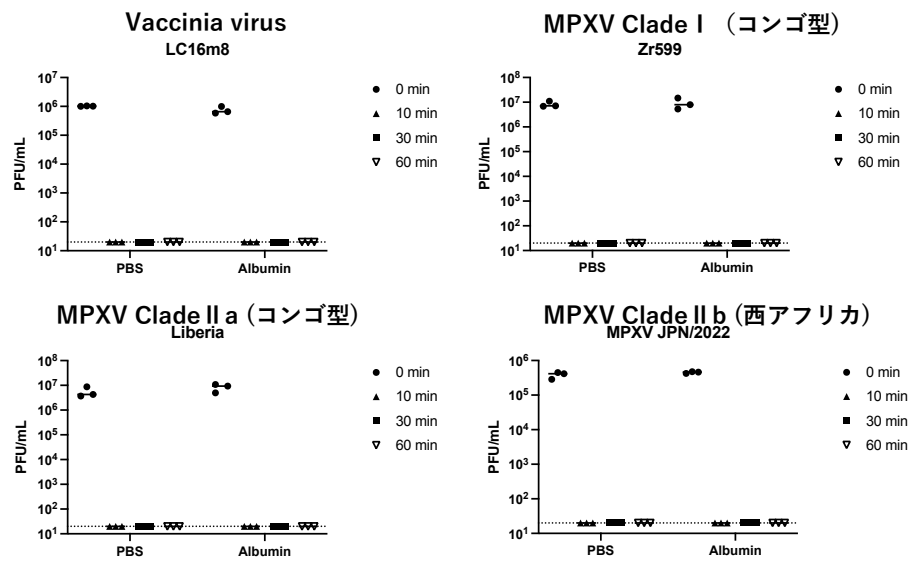 Vaccinia virus
LC16m8
10⁷
10⁶
10⁵
10⁴
10³
10²
10¹
PFU/mL
PBS
Albumin
0 min
10 min
30 min
60 min
MPXV Clade Ⅰ (コンゴ型)
Zr599
10⁸
10⁷
10⁶
10⁵
10⁴
10³
10²
10¹
PFU/mL
PBS
Albumin
0 min
10 min
30 min
60 min
MPXV Clade Ⅱ a (コンゴ型)
Liberia
10⁸
10⁷
10⁶
10⁵
10⁴
10³
10²
10¹
PFU/mL
PBS
Albumin
0 min
10 min
30 min
60 min
MPXV Clade Ⅱ b (西アフリカ)
MPXV JPN/2022
10⁶
10⁵
10⁴
10³
10²
10¹
PFU/mL
PBS
Albumin
0 min
10 min
30 min
60 min